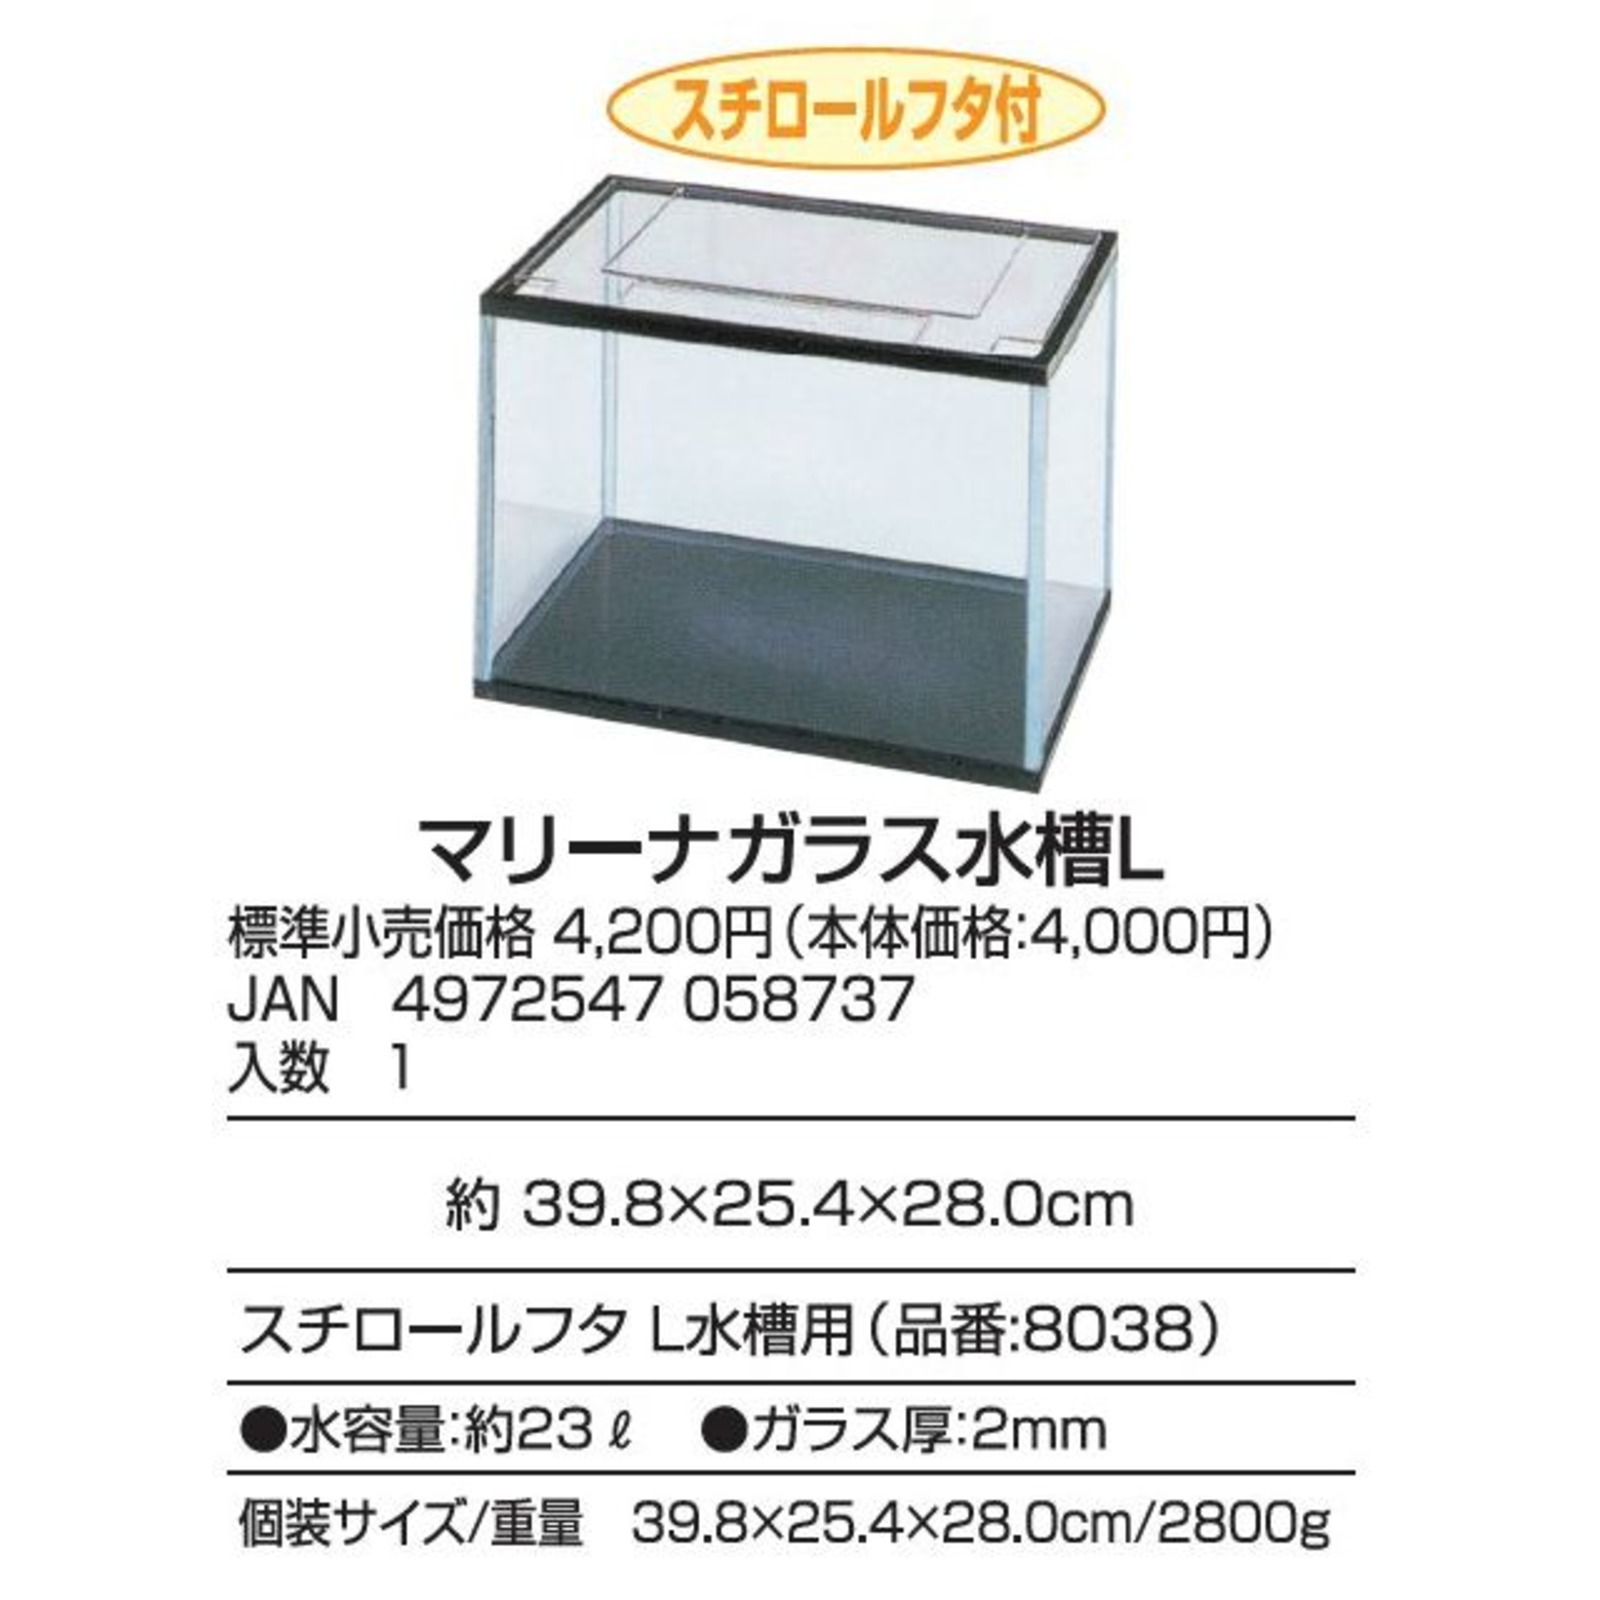 スチロールフタ付
マリーナガラス水槽L
標準小売価格 4,200円（本体価格:4,000円）
JAN 4972547 058737
入数 1
約 39.8×25.4×28.0cm
スチロールフタ L水槽用（品番:8038）
●水容量:約23ℓ ●ガラス厚:2mm
個装サイズ/重量 39.8×25.4×28.0cm/2800g